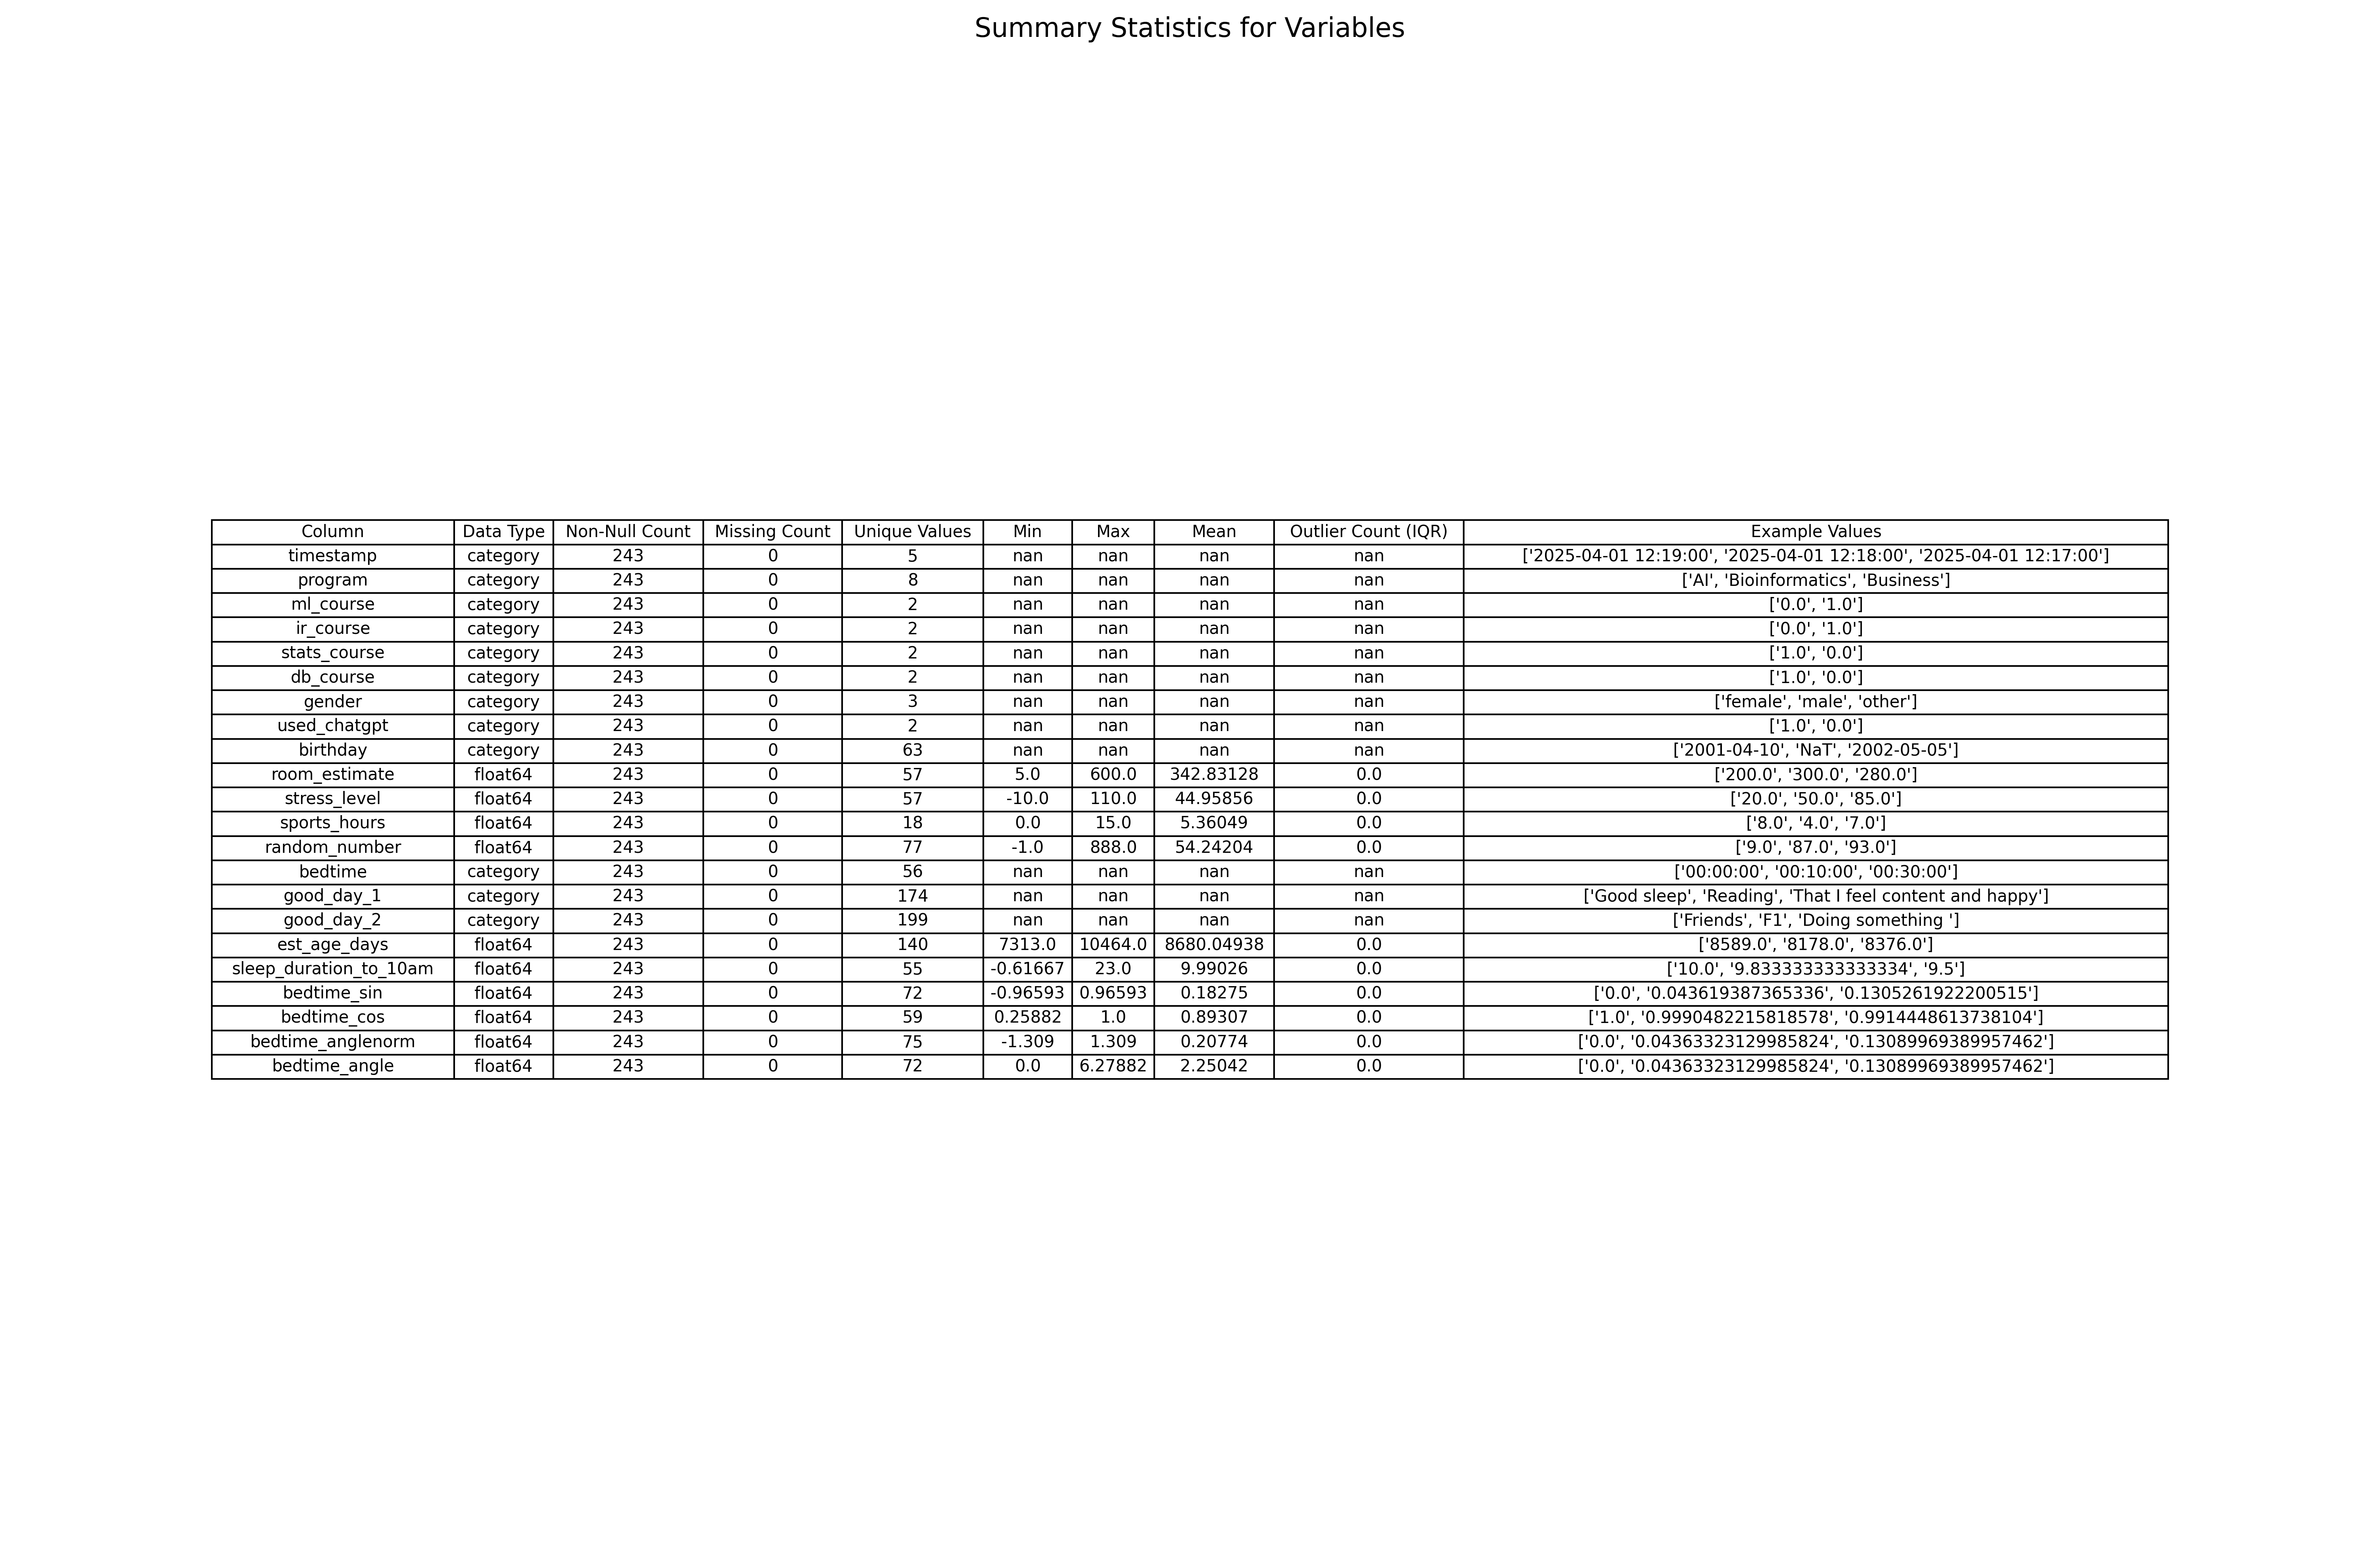 Summary Statistics for Variables
Column Data Type Non-Null Count Missing Count Unique Values Min Max Mean Outlier Count (IQR) Example Values
timestamp category 243 0 5 nan nan nan nan ['2025-04-01 12:19:00', '2025-04-01 12:18:00', '2025-04-01 12:17:00']
program category 243 0 8 nan nan nan nan ['AI', 'Bioinformatics', 'Business']
ml_course category 243 0 2 nan nan nan nan ['0.0', '1.0']
ir_course category 243 0 2 nan nan nan nan ['0.0', '1.0']
stats_course category 243 0 2 nan nan nan nan ['1.0', '0.0']
db_course category 243 0 2 nan nan nan nan ['1.0', '0.0']
gender category 243 0 3 nan nan nan nan ['female', 'male', 'other']
used_chatgpt category 243 0 2 nan nan nan nan ['1.0', '0.0']
birthday category 243 0 63 nan nan nan nan ['2001-04-10', 'NaT', '2002-05-05']
room_estimate float64 243 0 57 5.0 600.0 342.83128 0.0 ['200.0', '300.0', '280.0']
stress_level float64 243 0 57 -10.0 110.0 44.95856 0.0 ['20.0', '50.0', '85.0']
sports_hours float64 243 0 18 0.0 15.0 5.36049 0.0 ['8.0', '4.0', '7.0']
random_number float64 243 0 77 -1.0 888.0 54.24204 0.0 ['9.0', '87.0', '93.0']
bedtime category 243 0 56 nan nan nan nan ['00:00:00', '00:10:00', '00:30:00']
good_day_1 category 243 0 174 nan nan nan nan ['Good sleep', 'Reading', 'That I feel content and happy']
good_day_2 category 243 0 199 nan nan nan nan ['Friends', 'F1', 'Doing something ']
est_age_days float64 243 0 140 7313.0 10464.0 8680.04938 0.0 ['8589.0', '8178.0', '8376.0']
sleep_duration_to_10am float64 243 0 55 -0.61667 23.0 9.99026 0.0 ['10.0', '9.833333333333334', '9.5']
bedtime_sin float64 243 0 72 -0.96593 0.96593 0.18275 0.0 ['0.0', '0.043619387365336', '0.1305261922200515']
bedtime_cos float64 243 0 59 0.25882 1.0 0.89307 0.0 ['1.0', '0.9990482215818578', '0.9914448613738104']
bedtime_anglenorm float64 243 0 75 -1.309 1.309 0.20774 0.0 ['0.0', '0.04363323129985824', '0.13089969389957462']
bedtime_angle float64 243 0 72 0.0 6.27882 2.25042 0.0 ['0.0', '0.04363323129985824', '0.13089969389957462']